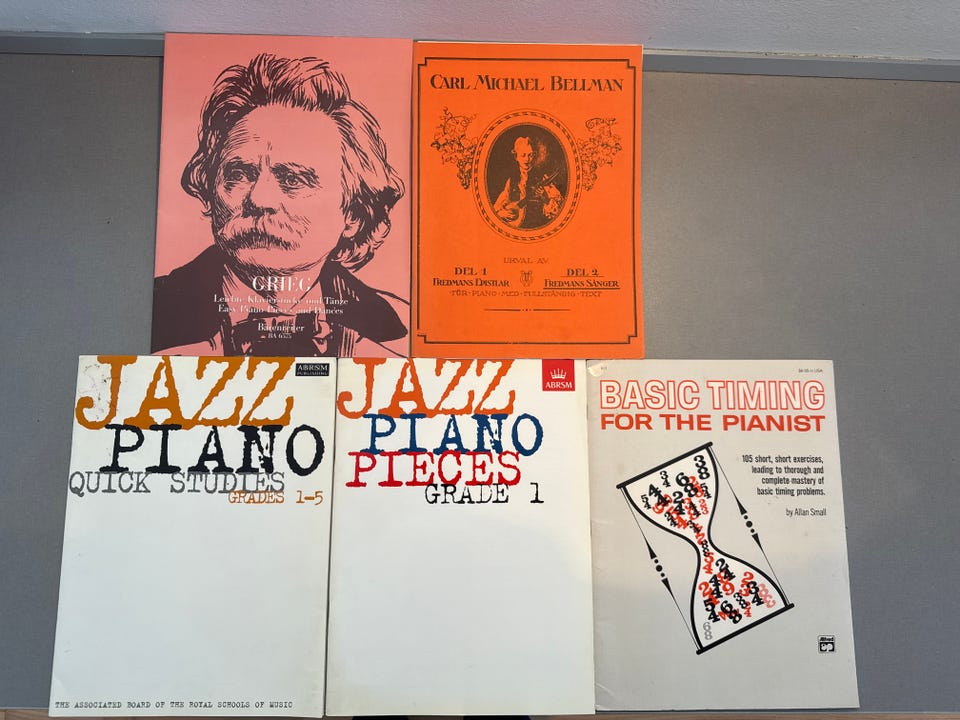 GRIEG
Leichte Klavierstücke und Tänze
Easy Piano Pieces and Dances
Bärenreiter
BA 6575
CARL MICHAEL BELLMAN
URVAL AV
DEL 1
FREDMANS EPISTLAR
DEL 2
FREDMANS SÅNGER
·FÖR·PIANO·MED·FULLSTÄNDIG·TEXT·
JAZZ
PIANO
QUICK STUDIES
GRADES 1–5
ABRSM
PUBLISHING
THE ASSOCIATED BOARD OF THE ROYAL SCHOOLS OF MUSIC
JAZZ
PIANO
PIECES
GRADE 1
ABRSM
$6.95 in USA
BASIC TIMING
FOR THE PIANIST
105 short, short exercises,
leading to thorough and
complete mastery of
basic timing problems.
by Allan Small
Alfred